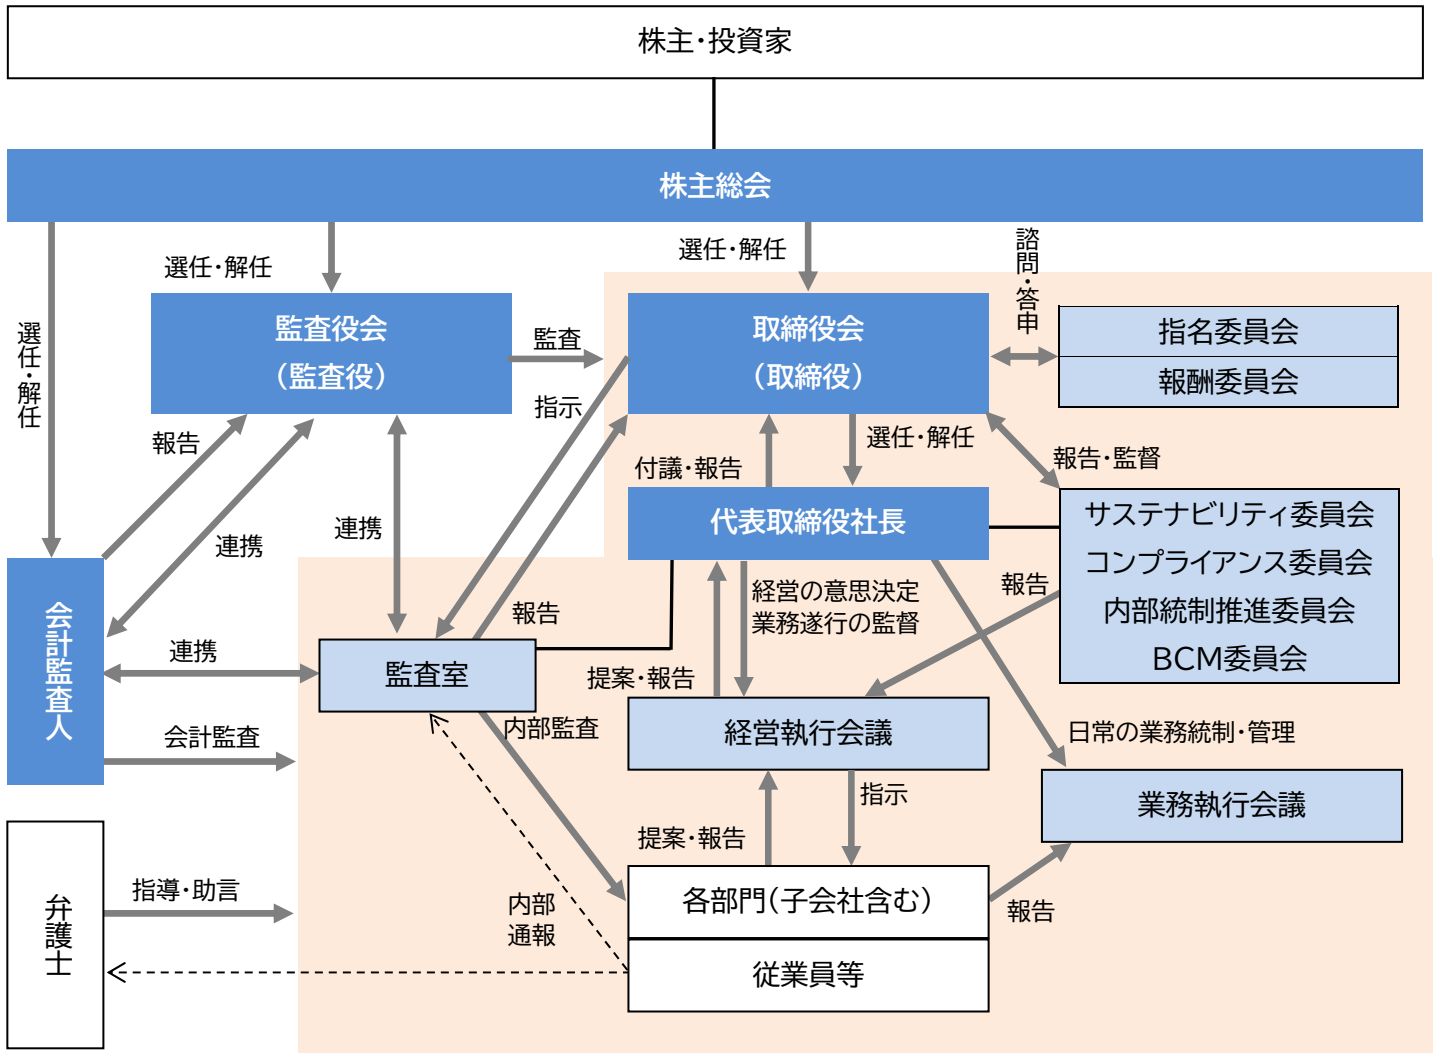 株主・投資家
株主総会
選任・解任
選任・解任
選任・解任
諮問・答申
監査役会
（監査役）
監査
取締役会
（取締役）
指名委員会
報酬委員会
指示
報告
連携
連携
付議・報告
選任・解任
報告・監督
代表取締役社長
サステナビリティ委員会
コンプライアンス委員会
内部統制推進委員会
BCM委員会
会計監査人
連携
監査室
報告
経営の意思決定
業務遂行の監督
報告
提案・報告
会計監査
内部監査
経営執行会議
日常の業務統制・管理
業務執行会議
指示
提案・報告
弁護士
指導・助言
内部
通報
各部門（子会社含む）
従業員等
報告